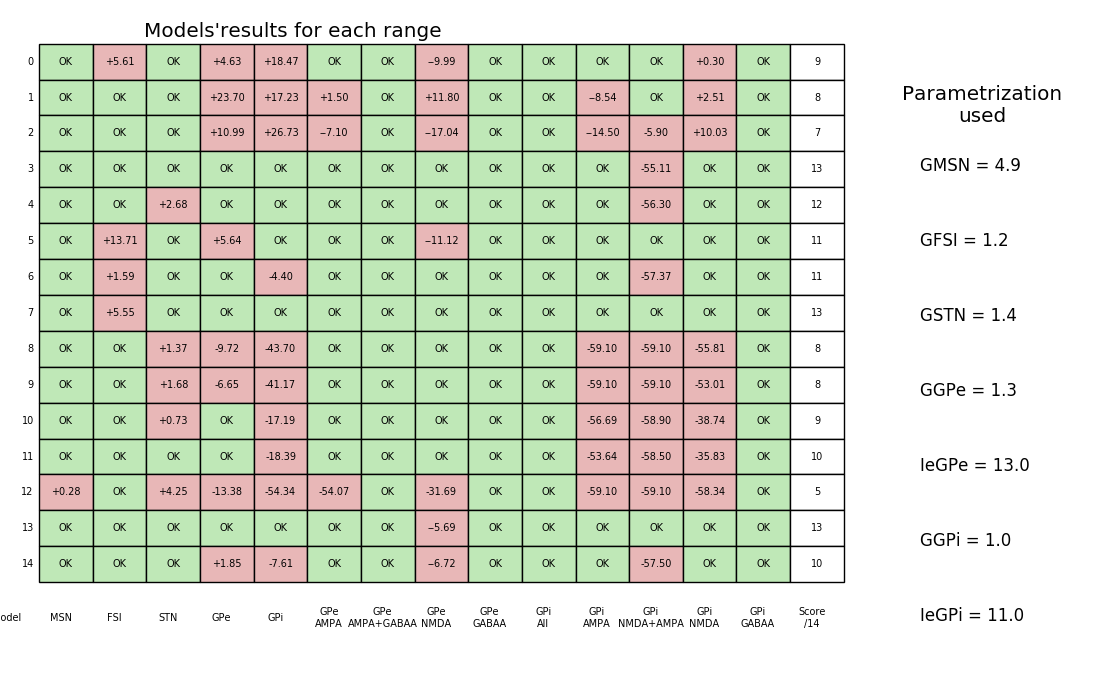 Models'results for each range
0 OK +5.61 OK +4.63 +18.47 OK OK −9.99 OK OK OK OK +0.30 OK 9
1 OK OK OK +23.70 +17.23 +1.50 OK +11.80 OK OK −8.54 OK +2.51 OK 8
2 OK OK OK +10.99 +26.73 −7.10 OK −17.04 OK OK −14.50 -5.90 +10.03 OK 7
3 OK OK OK OK OK OK OK OK OK OK OK -55.11 OK OK 13
4 OK OK +2.68 OK OK OK OK OK OK OK OK -56.30 OK OK 12
5 OK +13.71 OK +5.64 OK OK OK −11.12 OK OK OK OK OK OK 11
6 OK +1.59 OK OK -4.40 OK OK OK OK OK OK -57.37 OK OK 11
7 OK +5.55 OK OK OK OK OK OK OK OK OK OK OK OK 13
8 OK OK +1.37 -9.72 -43.70 OK OK OK OK OK -59.10 -59.10 -55.81 OK 8
9 OK OK +1.68 -6.65 -41.17 OK OK OK OK OK -59.10 -59.10 -53.01 OK 8
10 OK OK +0.73 OK -17.19 OK OK OK OK OK -56.69 -58.90 -38.74 OK 9
11 OK OK OK OK -18.39 OK OK OK OK OK -53.64 -58.50 -35.83 OK 10
12 +0.28 OK +4.25 -13.38 -54.34 -54.07 OK -31.69 OK OK -59.10 -59.10 -58.34 OK 5
13 OK OK OK OK OK OK OK −5.69 OK OK OK OK OK OK 13
14 OK OK OK +1.85 -7.61 OK OK −6.72 OK OK OK -57.50 OK OK 10
odel MSN FSI STN GPe GPi GPe GPe GPe GPe GPi GPi GPi GPi GPi Score
AMPA AMPA+GABAA NMDA GABAA All AMPA NMDA+AMPA NMDA GABAA /14
Parametrization
used
GMSN = 4.9
GFSI = 1.2
GSTN = 1.4
GGPe = 1.3
IeGPe = 13.0
GGPi = 1.0
IeGPi = 11.0